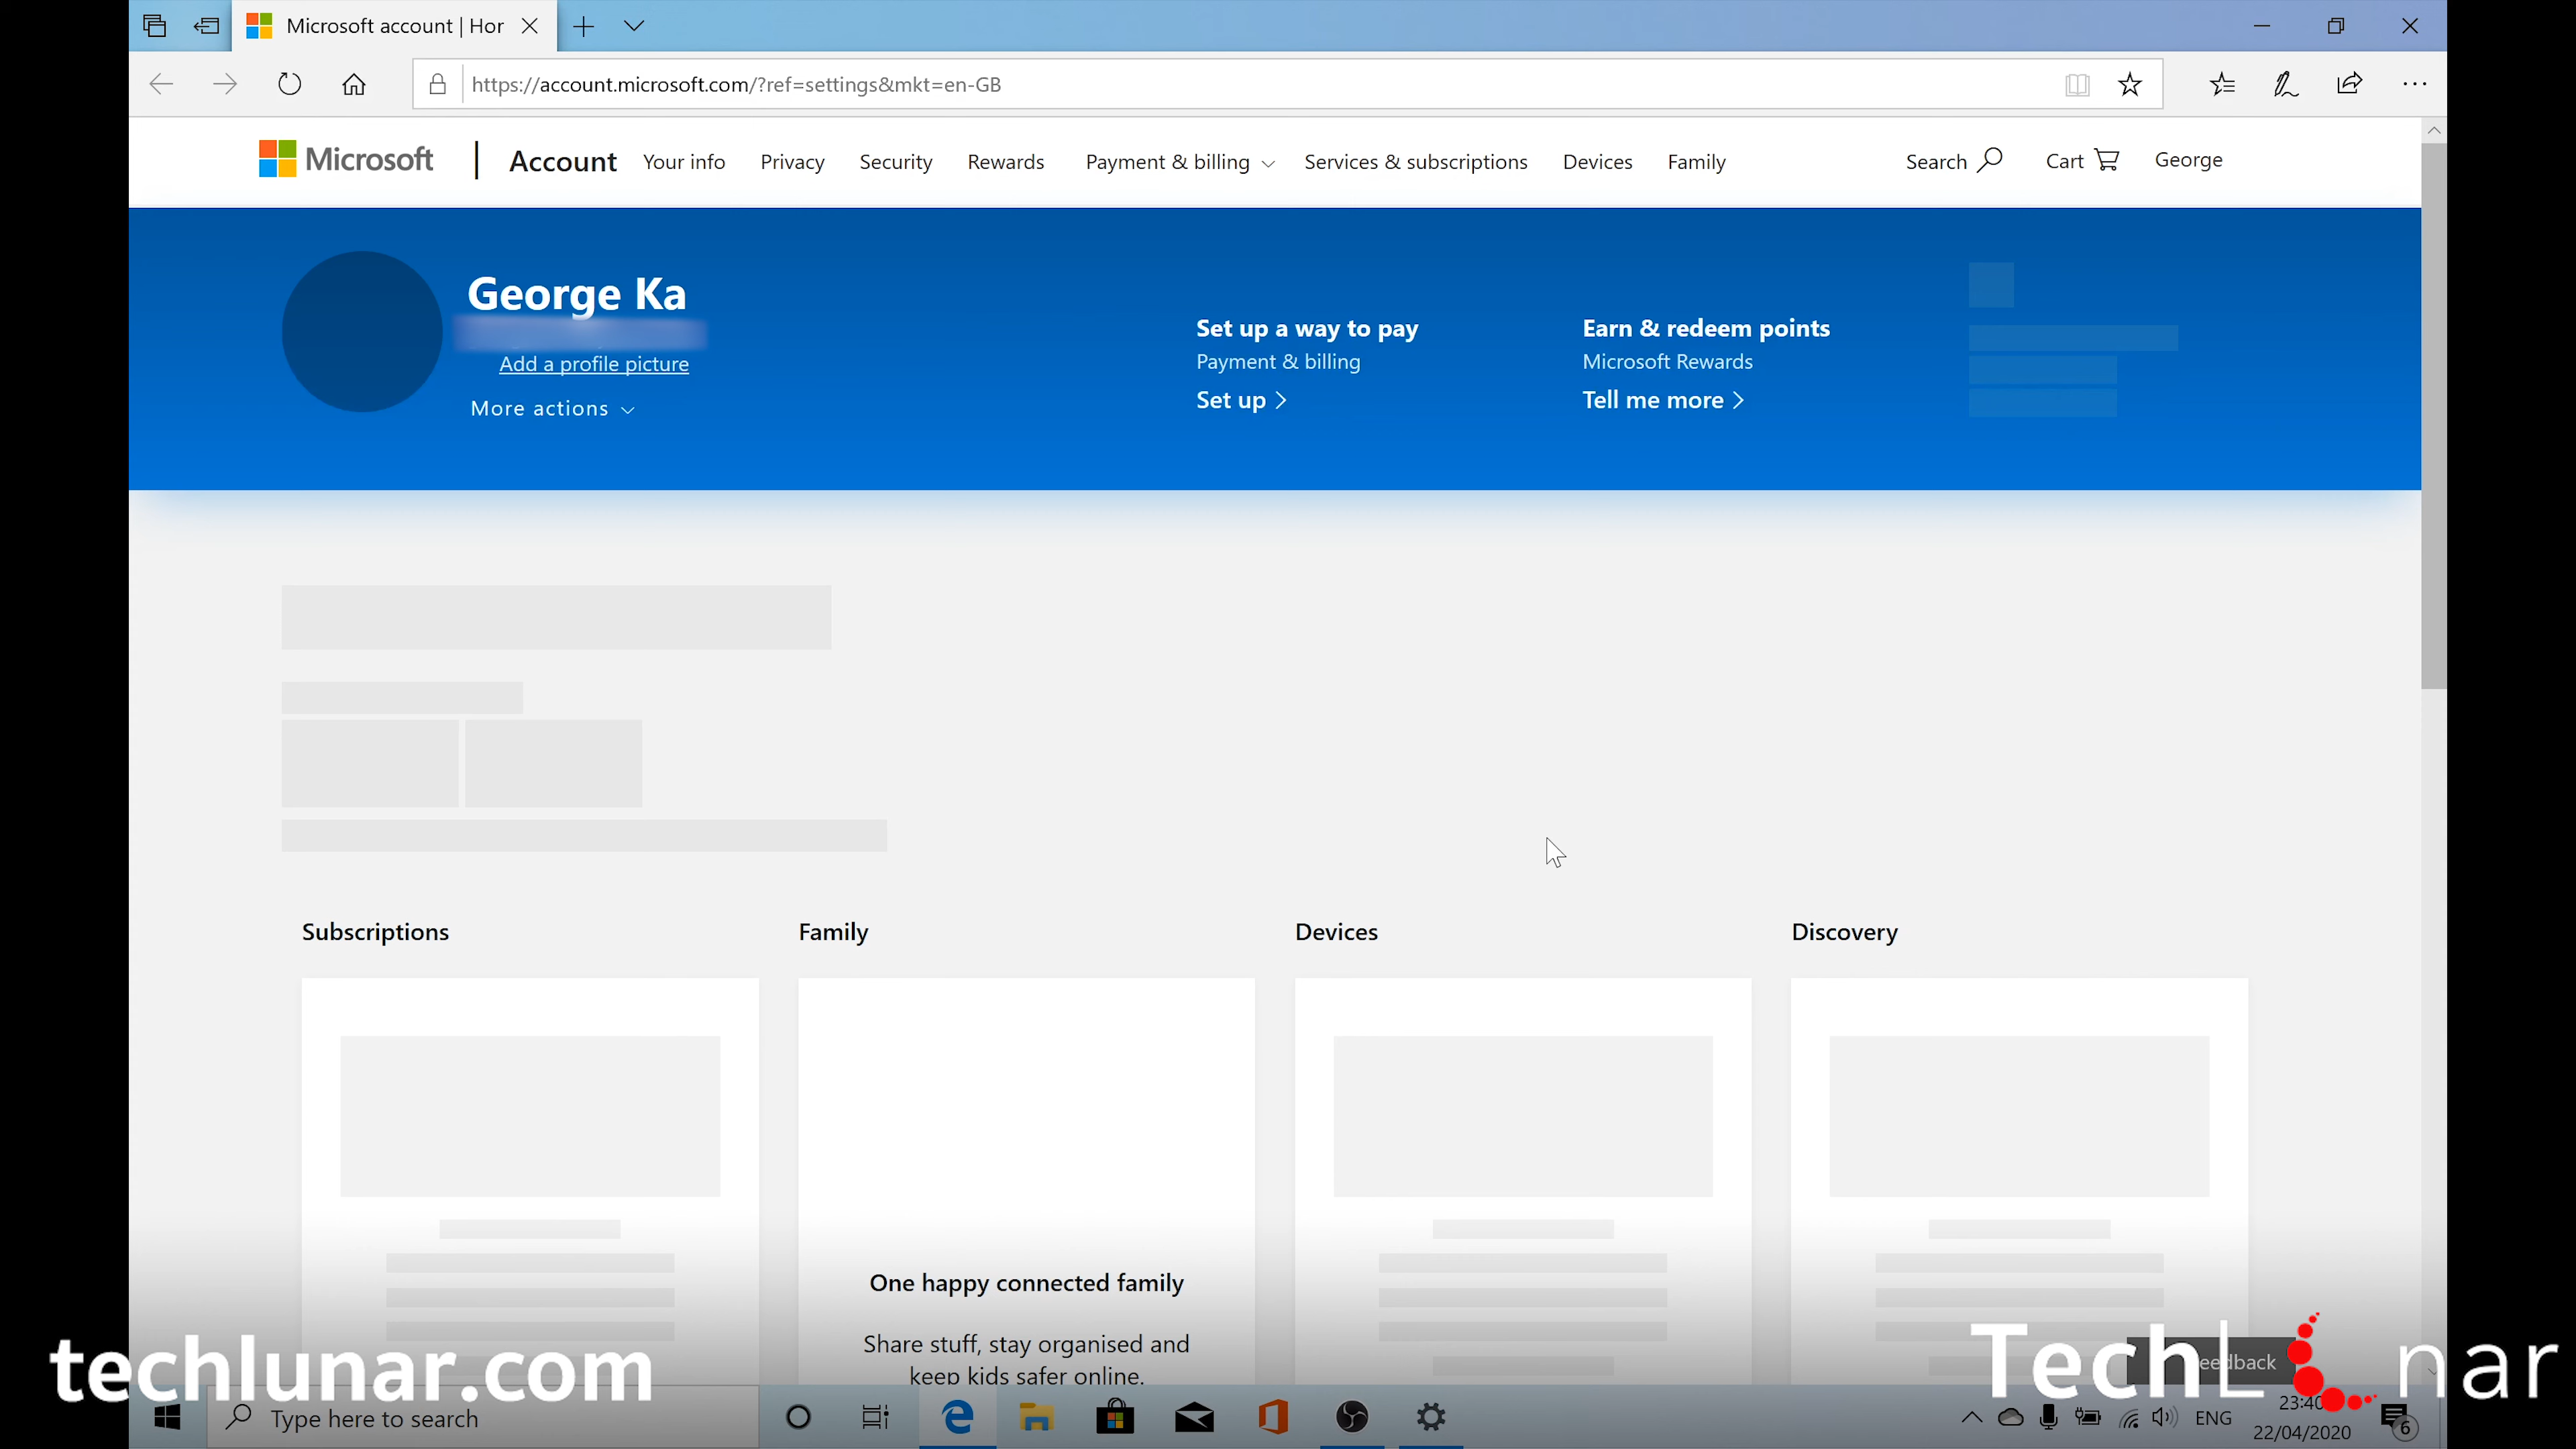 Microsoft account | Hor
https://account.microsoft.com/?ref=settings&mkt=en-GB
Microsoft | Account Your info Privacy Security Rewards Payment & billing Services & subscriptions Devices Family Search Cart George
George Ka
Add a profile picture
More actions
Set up a way to pay
Payment & billing
Set up
Earn & redeem points
Microsoft Rewards
Tell me more
Subscriptions Family Devices Discovery
One happy connected family
Share stuff, stay organised and
keep kids safer online.
techlunar.com
TechLunar
Type here to search
ENG
23:40
22/04/2020
6